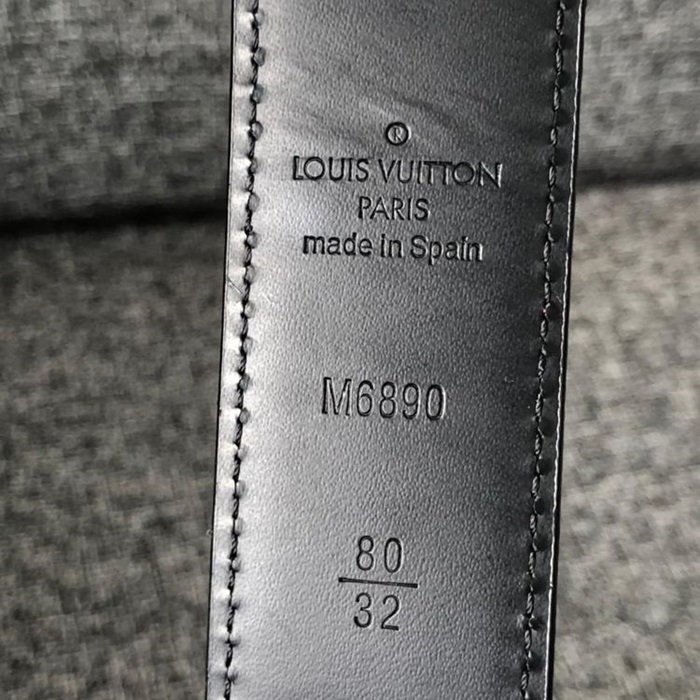 ®
LOUIS VUITTON
PARIS
made in Spain
M6890
80
32